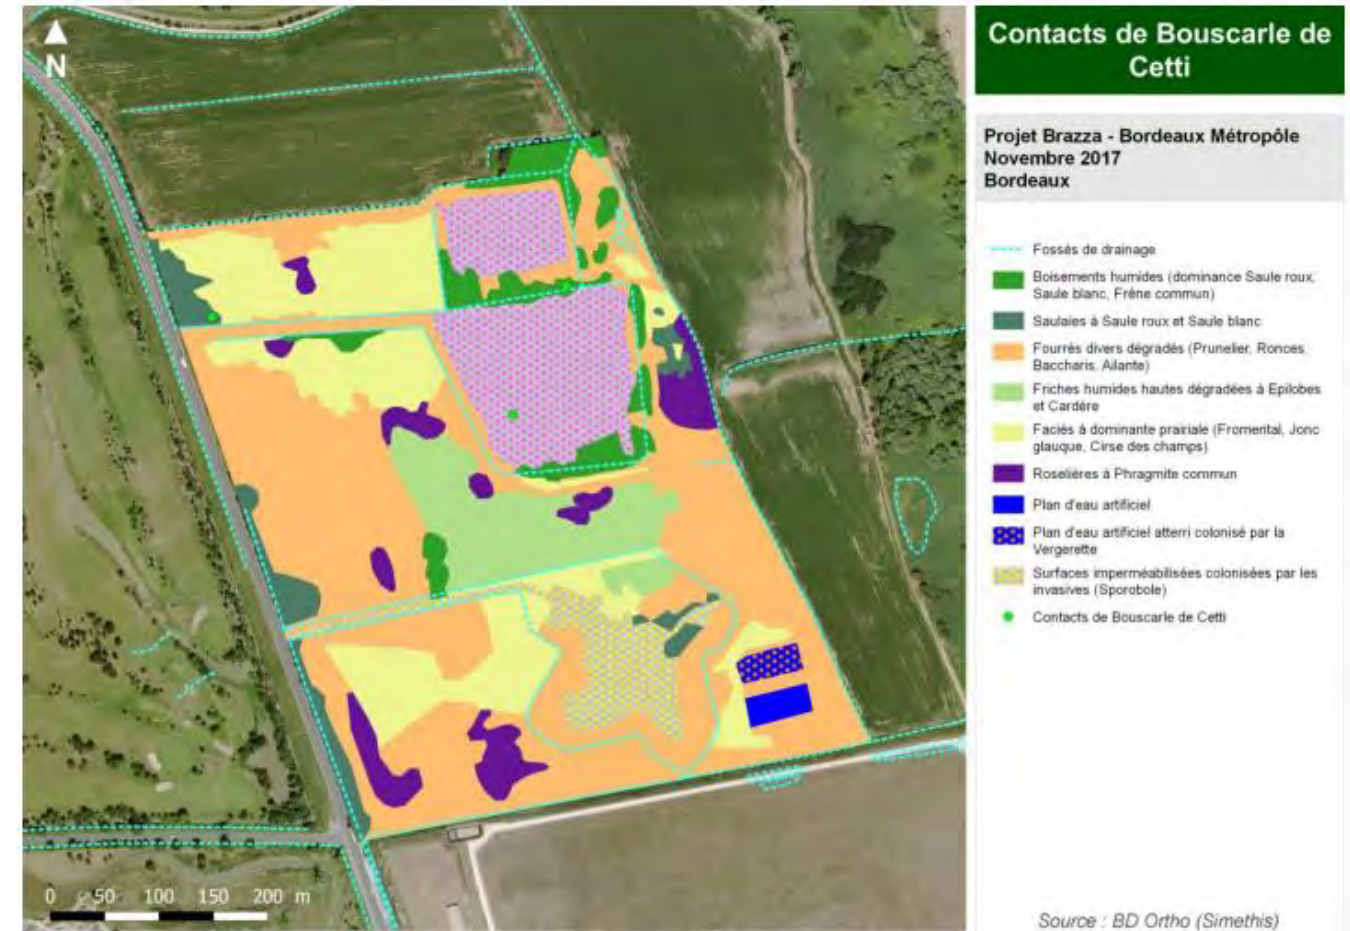 N
Contacts de Bouscarle de
Cetti
Projet Brazza - Bordeaux Métropôle
Novembre 2017
Bordeaux
Fossés de drainage
Boisements humides (dominance Saule roux,
Saule blanc, Frêne commun)
Saulaies à Saule roux et Saule blanc
Fourrés divers dégradés (Prunelier, Ronces,
Baccharis, Ailante)
Friches humides hautes dégradées à Epilobes
et Cardère
Faciès à dominante prairiale (Fromental, Jonc
glauque, Cirse des champs)
Roselières à Phragmite commun
Plan d'eau artificiel
Plan d'eau artificiel atterri colonisé par la
Vergerette
Surfaces imperméabilisées colonisées par les
invasives (Sporobole)
Contacts de Bouscarle de Cetti
0 50 100 150 200 m
Source : BD Ortho (Simethis)